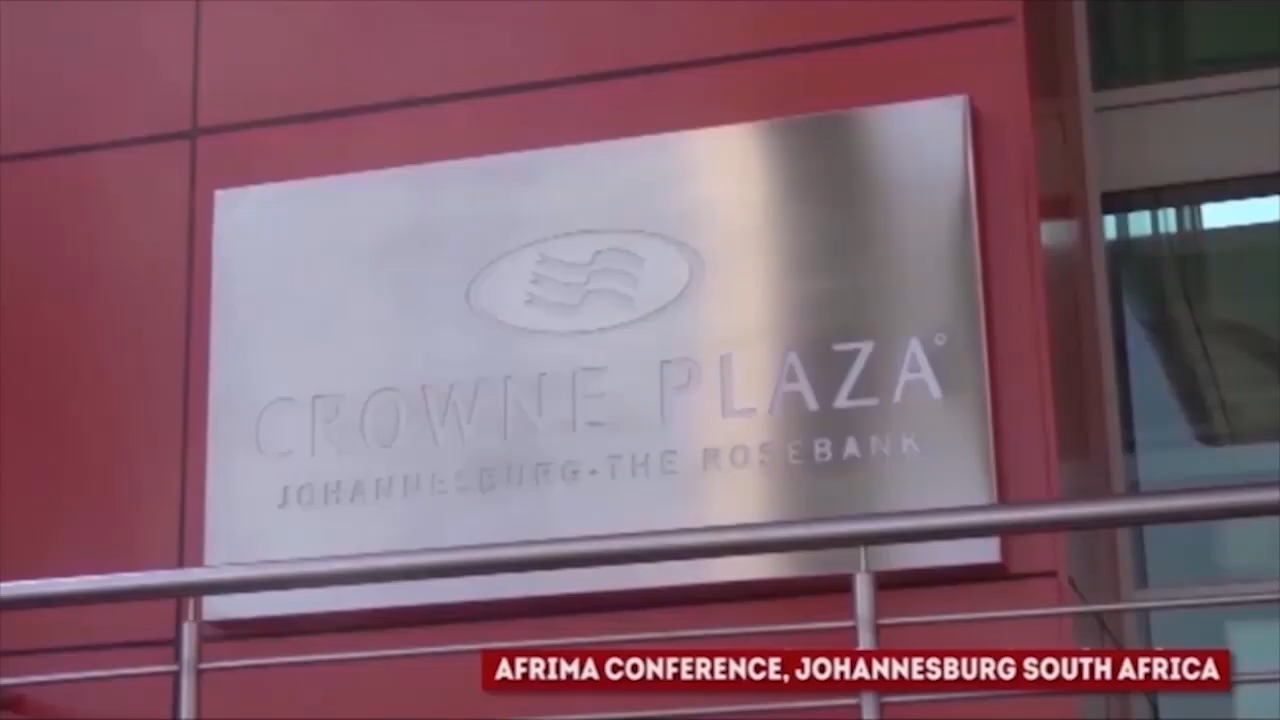 CROWNE PLAZA
JOHANNESBURG-THE ROSEBANK
AFRIMA CONFERENCE, JOHANNESBURG SOUTH AFRICA